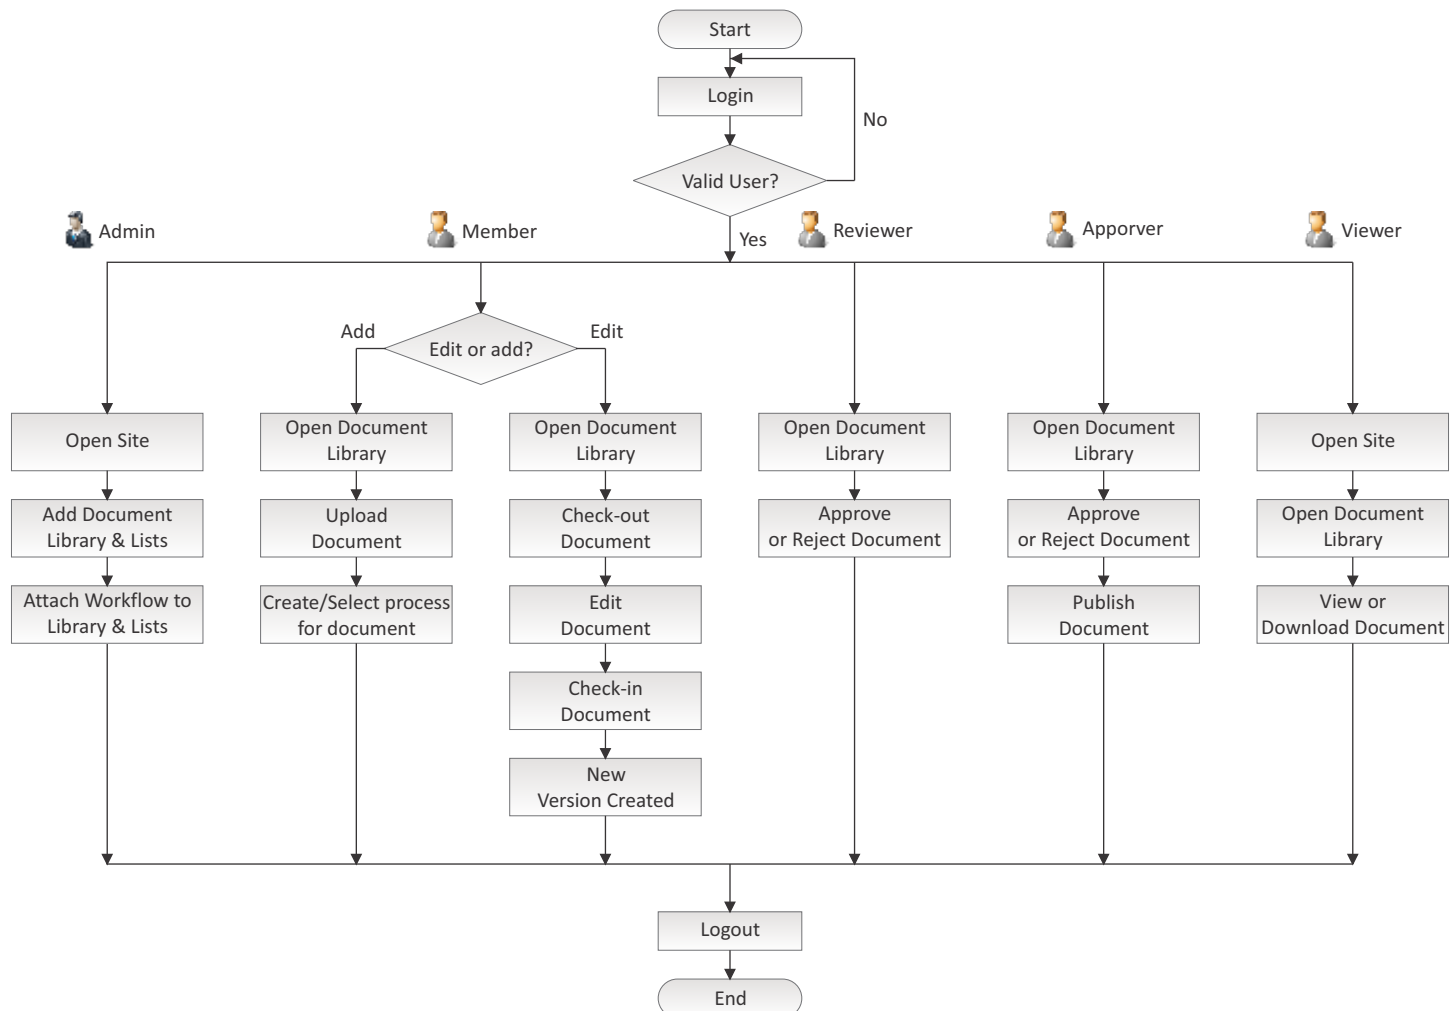 Start
Login
No
Valid User?
Admin
Member
Yes
Reviewer
Apporver
Viewer
Add
Edit or add?
Edit
Open Site
Add Document
Library & Lists
Attach Workflow to
Library & Lists
Open Document
Library
Upload
Document
Create/Select process
for document
Open Document
Library
Check-out
Document
Edit
Document
Check-in
Document
New
Version Created
Open Document
Library
Approve
or Reject Document
Open Document
Library
Approve
or Reject Document
Publish
Document
Open Site
Open Document
Library
View or
Download Document
Logout
End